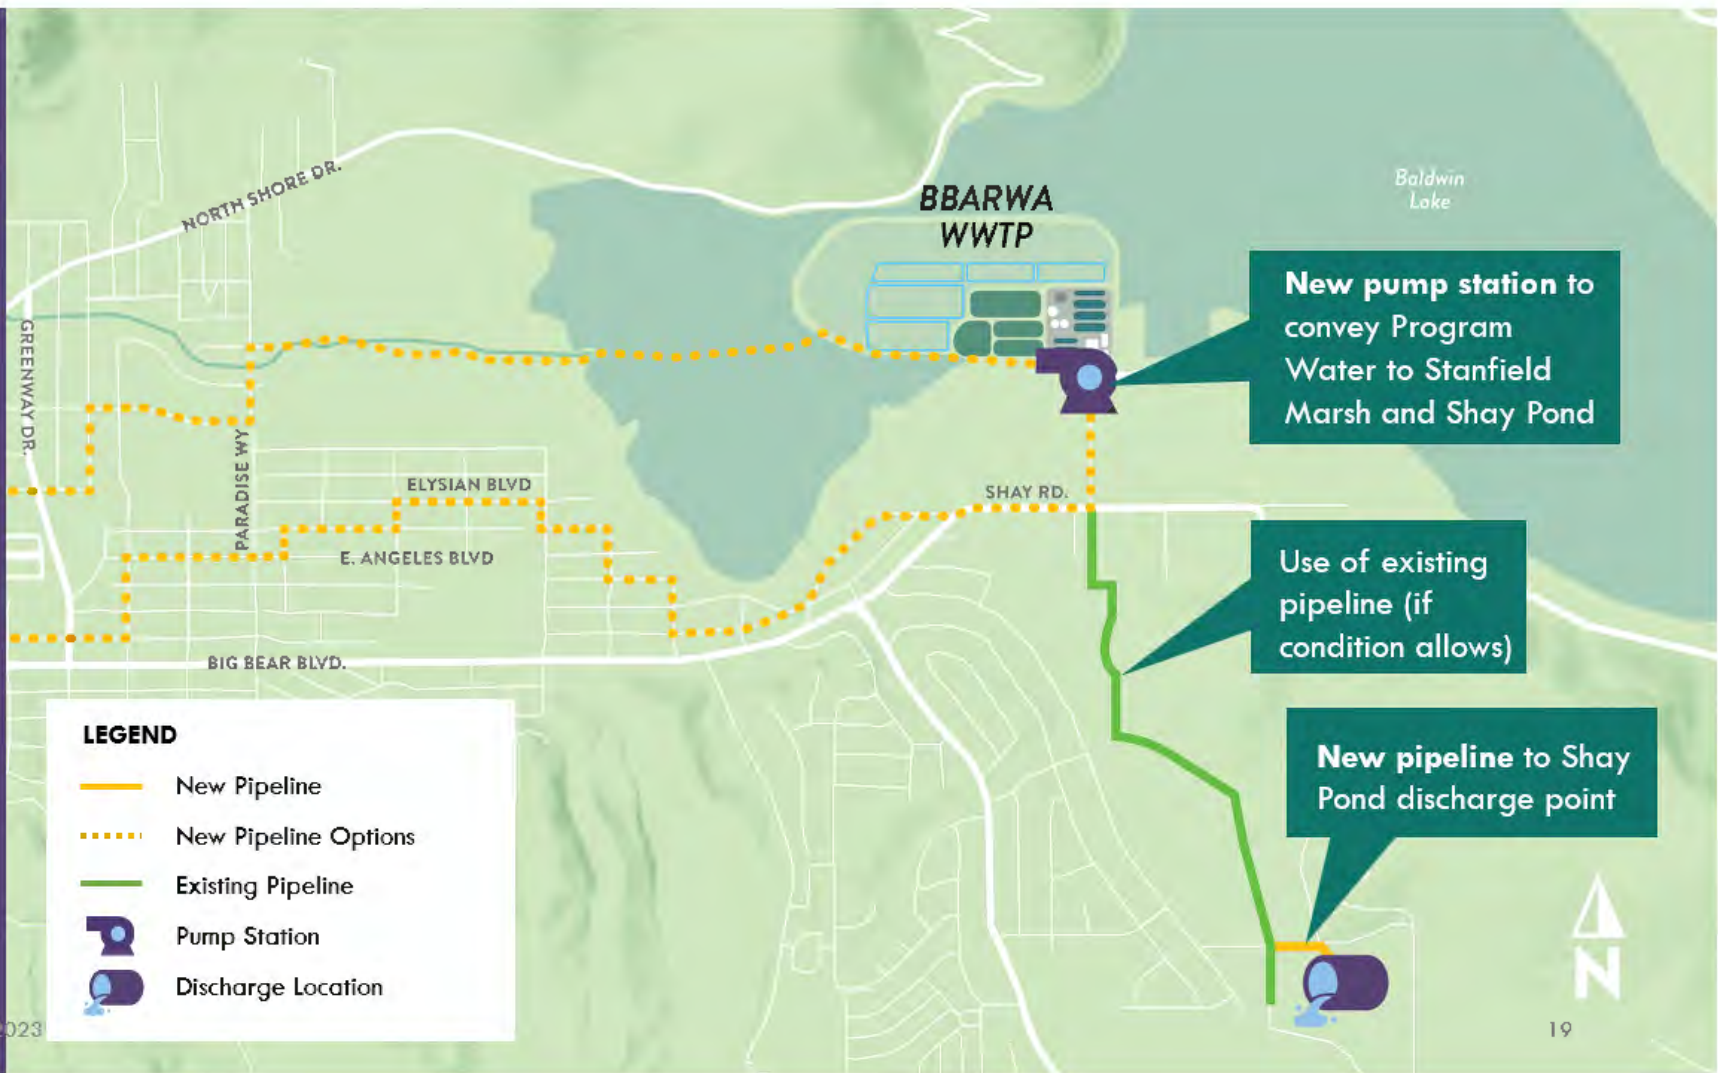 NORTH SHORE DR.
BBARWA
WWTP
Baldwin
Lake
New pump station to
convey Program
Water to Stanfield
Marsh and Shay Pond
GREENWAY DR.
PARADISE WY
ELYSIAN BLVD
SHAY RD.
E. ANGELES BLVD
Use of existing
pipeline (if
condition allows)
BIG BEAR BLVD.
New pipeline to Shay
Pond discharge point
LEGEND
New Pipeline
New Pipeline Options
Existing Pipeline
Pump Station
Discharge Location
N
023
19